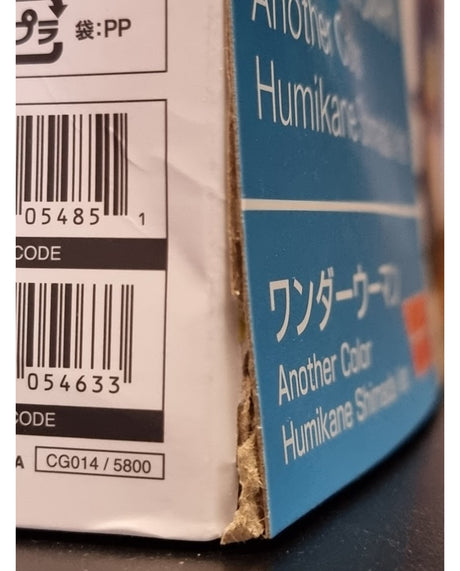 プラ 袋:PP
05485 1
CODE
054633
CODE
A CG014 / 5800
Another
Humikane
ワンダーウーマン
Another Color
Humikane Shimada